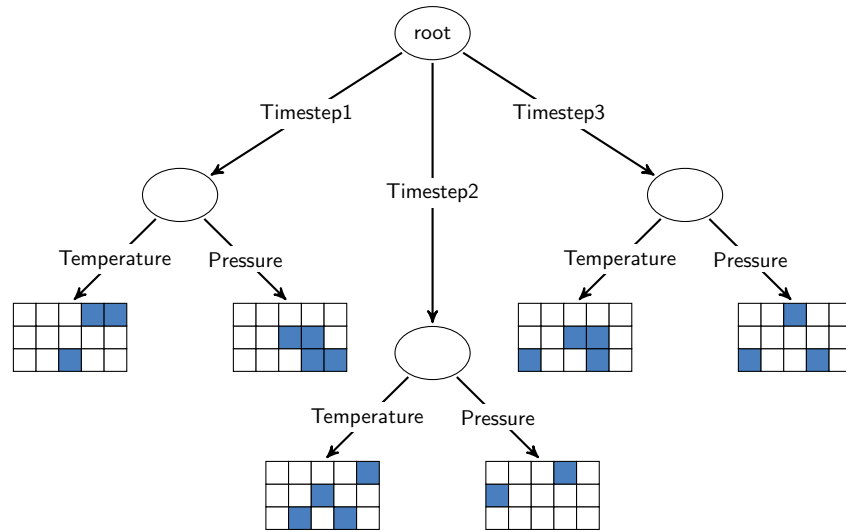 root
Timestep1
Timestep3
Timestep2
Temperature
Pressure
Temperature
Pressure
Temperature
Pressure